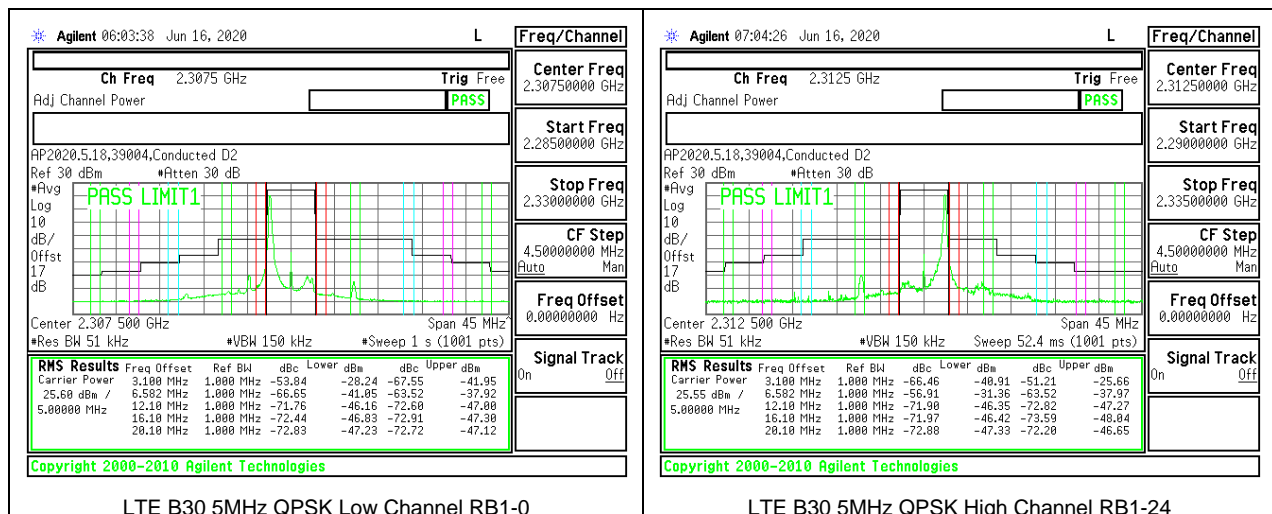 Agilent 06:03:38 Jun 16, 2020 L
Freq/Channel
Ch Freq 2.3075 GHz Trig Free
Adj Channel Power PASS
AP2020.5.18,39004,Conducted D2
Ref 30 dBm #Atten 30 dB
#Avg
Log
10
dB/
Offst
17
dB
PASS LIMIT1
Center 2.307 500 GHz Span 45 MHz^
#Res BW 51 kHz #VBW 150 kHz #Sweep 1 s (1001 pts)
RMS Results Freq Offset Ref BW dBc Lower dBm dBc Upper dBm
Carrier Power 3.100 MHz 1.000 MHz -53.84 -28.24 -67.55 -41.95
25.60 dBm / 6.582 MHz 1.000 MHz -66.65 -41.05 -63.52 -37.92
5.00000 MHz 12.10 MHz 1.000 MHz -71.76 -46.16 -72.60 -47.00
16.10 MHz 1.000 MHz -72.44 -46.83 -72.91 -47.30
20.10 MHz 1.000 MHz -72.83 -47.23 -72.72 -47.12
Copyright 2000-2010 Agilent Technologies
Center Freq
2.30750000 GHz
Start Freq
2.28500000 GHz
Stop Freq
2.33000000 GHz
CF Step
4.50000000 MHz
Auto Man
Freq Offset
0.00000000 Hz
Signal Track
On Off
LTE B30 5MHz QPSK Low Channel RB1-0
Agilent 07:04:26 Jun 16, 2020 L
Freq/Channel
Ch Freq 2.3125 GHz Trig Free
Adj Channel Power PASS
AP2020.5.18,39004,Conducted D2
Ref 30 dBm #Atten 30 dB
#Avg
Log
10
dB/
Offst
17
dB
PASS LIMIT1
Center 2.312 500 GHz Span 45 MHz
#Res BW 51 kHz #VBW 150 kHz Sweep 52.4 ms (1001 pts)
RMS Results Freq Offset Ref BW dBc Lower dBm dBc Upper dBm
Carrier Power 3.100 MHz 1.000 MHz -66.46 -40.91 -51.21 -25.66
25.55 dBm / 6.582 MHz 1.000 MHz -56.91 -31.36 -63.52 -37.97
5.00000 MHz 12.10 MHz 1.000 MHz -71.90 -46.35 -72.82 -47.27
16.10 MHz 1.000 MHz -71.97 -46.42 -73.59 -48.04
20.10 MHz 1.000 MHz -72.88 -47.33 -72.20 -46.65
Copyright 2000-2010 Agilent Technologies
Center Freq
2.31250000 GHz
Start Freq
2.29000000 GHz
Stop Freq
2.33500000 GHz
CF Step
4.50000000 MHz
Auto Man
Freq Offset
0.00000000 Hz
Signal Track
On Off
LTE B30 5MHz QPSK High Channel RB1-24